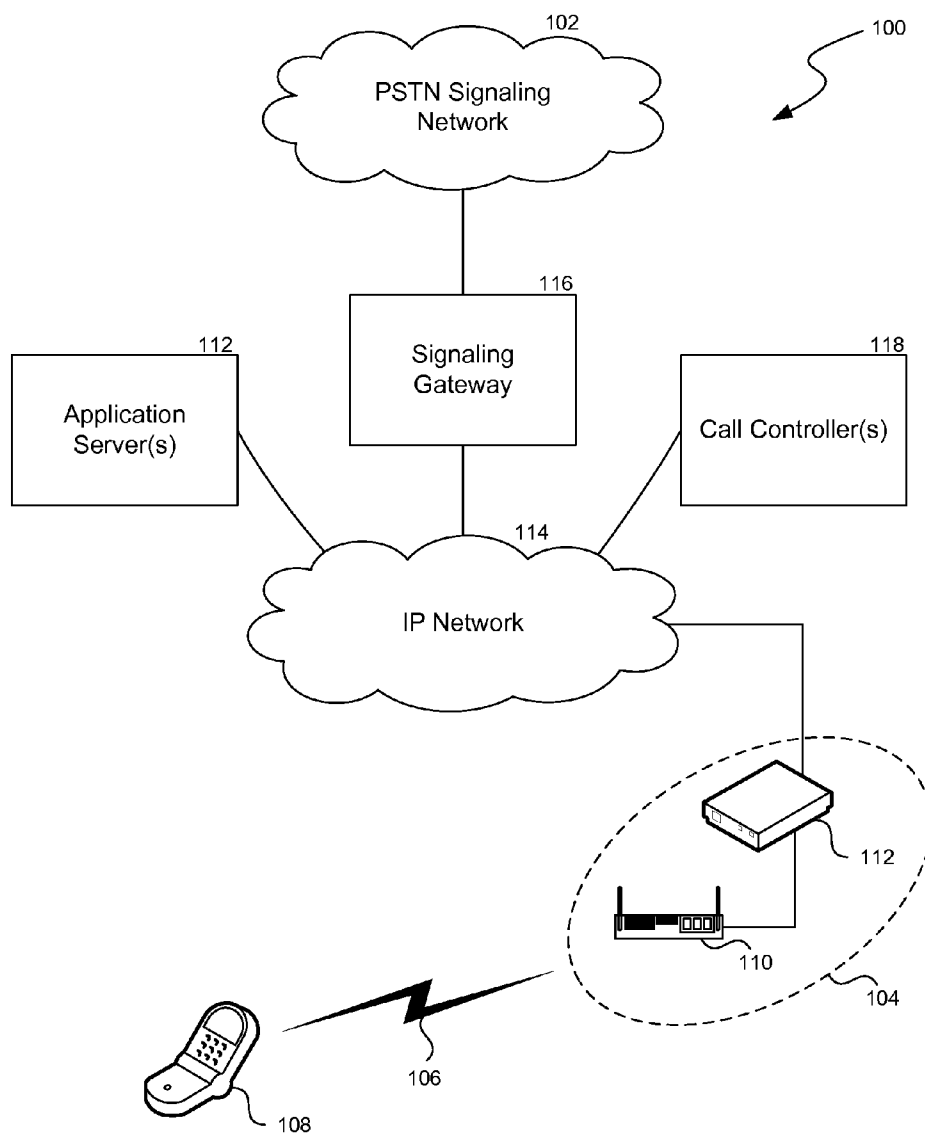 102
100
PSTN Signaling
Network
116
Signaling
Gateway
112
Application
Server(s)
118
Call Controller(s)
114
IP Network
112
110
104
106
108